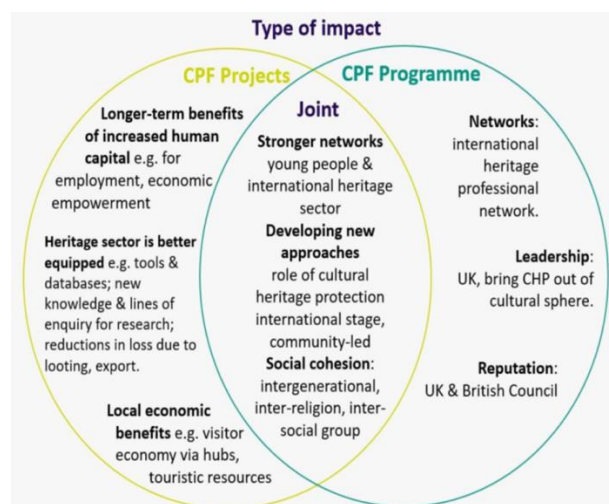 Type of impact
CPF Projects
CPF Programme
Longer-term benefits
of increased human
capital e.g. for
employment, economic
empowerment
Heritage sector is better
equipped e.g. tools &
databases; new
knowledge & lines of
enquiry for research;
reductions in loss due to
looting, export.
Local economic
benefits e.g. visitor
economy via hubs,
touristic resources
Joint
Stronger networks
young people &
international heritage
sector
Developing new
approaches
role of cultural
heritage protection
international stage,
community-led
Social cohesion:
intergenerational,
inter-religion, inter-
social group
Networks:
international
heritage
professional
network.
Leadership:
UK, bring CHP out of
cultural sphere.
Reputation:
UK & British Council